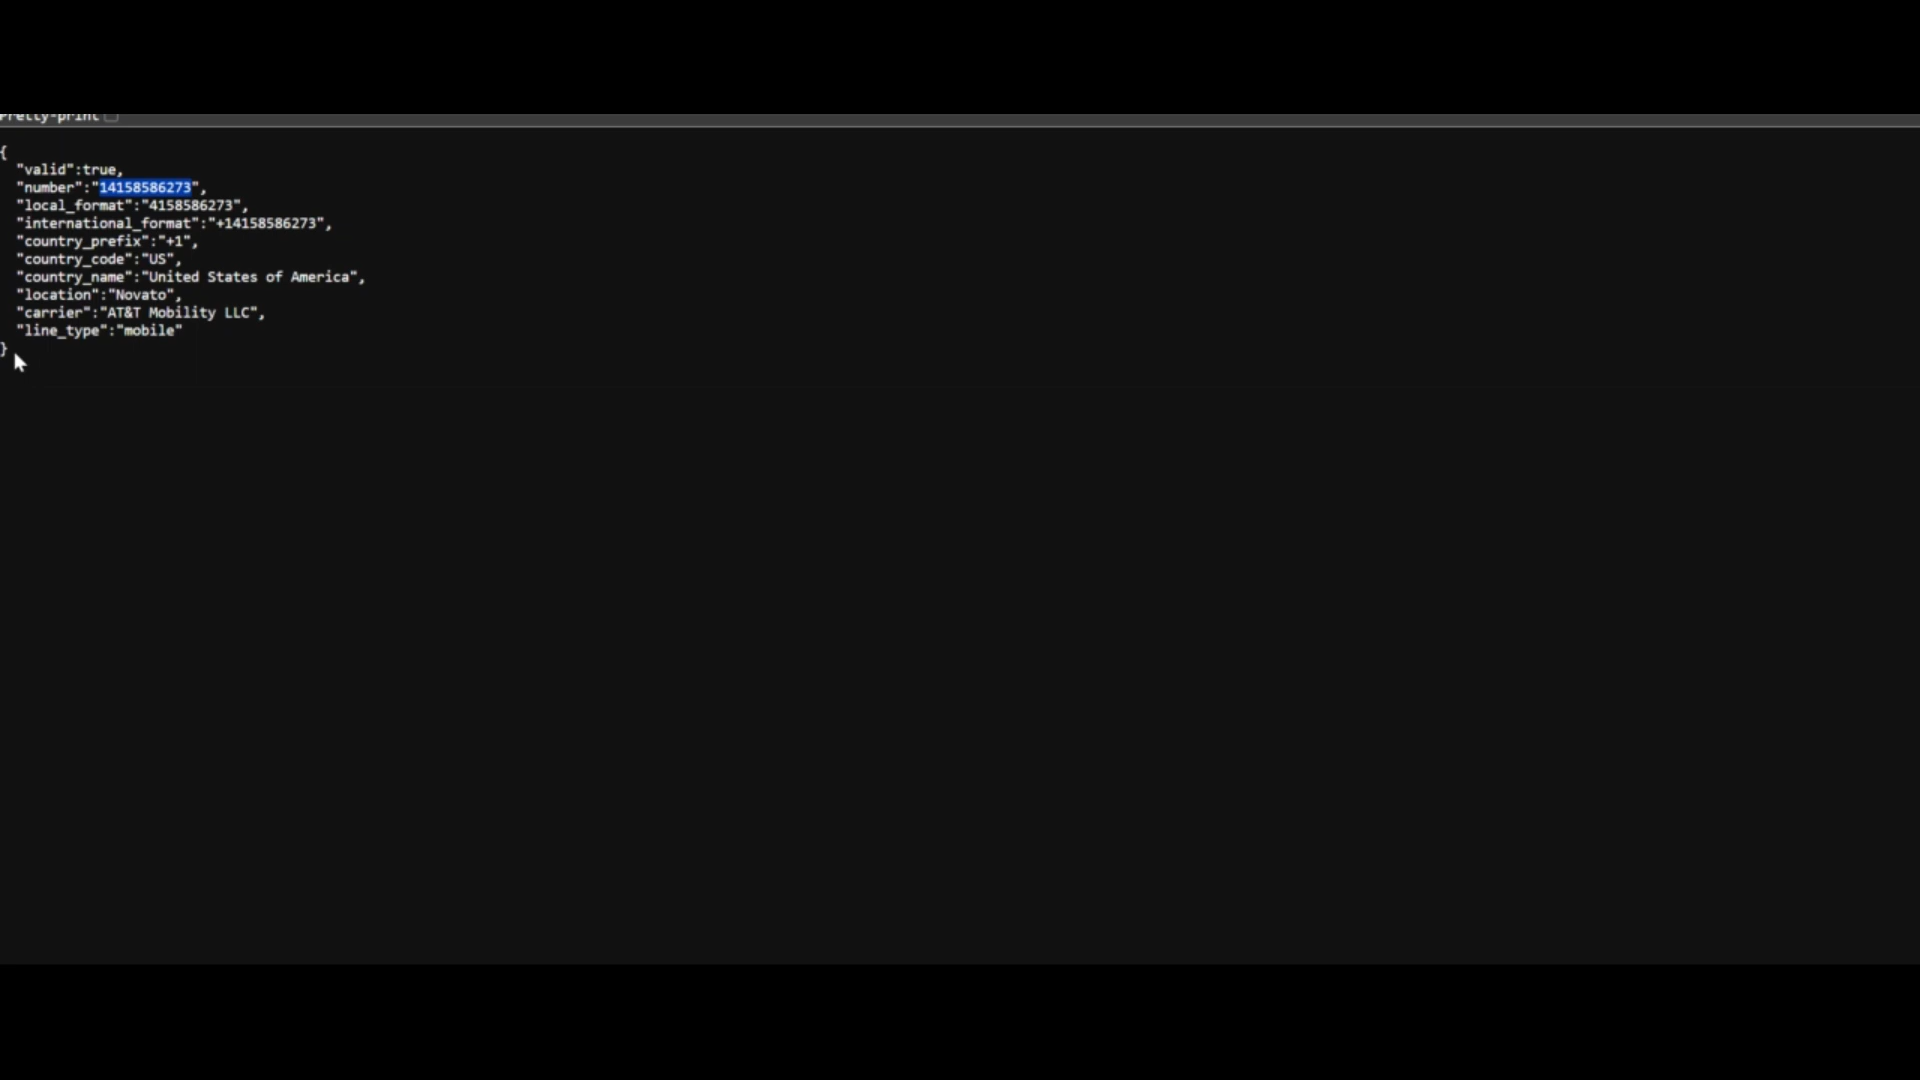 Pretty-print
{
"valid":true,
"number":"14158586273",
"local_format":"4158586273",
"international_format":"+14158586273",
"country_prefix":"+1",
"country_code":"US",
"country_name":"United States of America",
"location":"Novato",
"carrier":"AT&T Mobility LLC",
"line_type":"mobile"
}